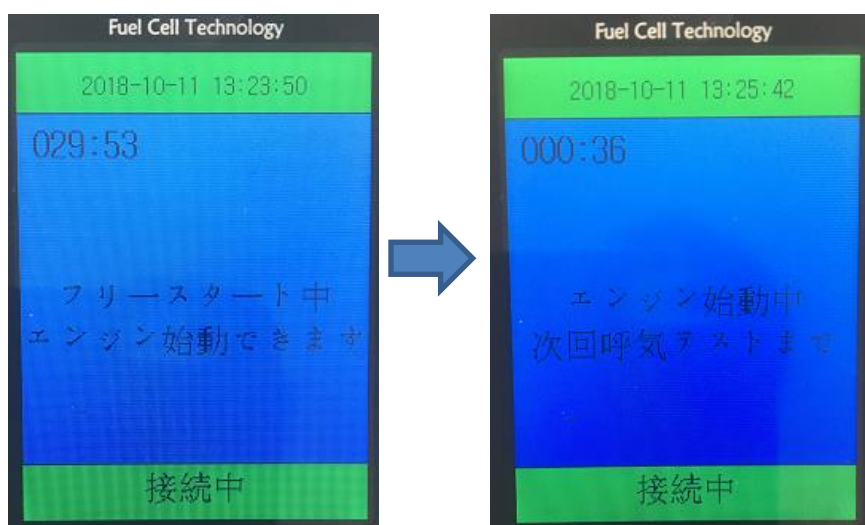 Fuel Cell Technology
2018-10-11 13:23:50
029:53
フリースタート中
エンジン始動できます
接続中
Fuel Cell Technology
2018-10-11 13:25:42
000:36
エンジン始動中
次回呼気テストまで
接続中